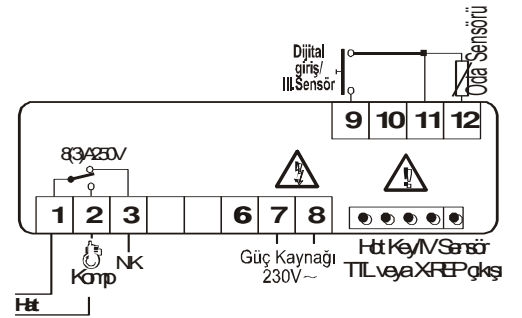 Dijital
giriş/
III.Sensör
Oda Sensörü
9 10 11 12
8(3)A250V
1 2 3 6 7 8
Komp
NK
Güç Kaynağı
230V~
Hot Key/IV Sensör
TTL veya X-REP çıkışı
Hat